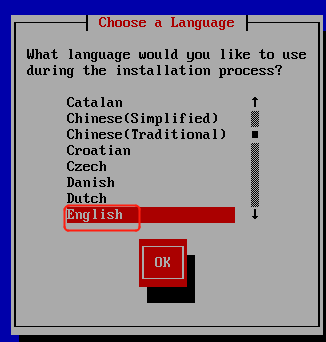 Choose a Language
What language would you like to use
during the installation process?
Catalan
Chinese(Simplified)
Chinese(Traditional)
Croatian
Czech
Danish
Dutch
English
OK